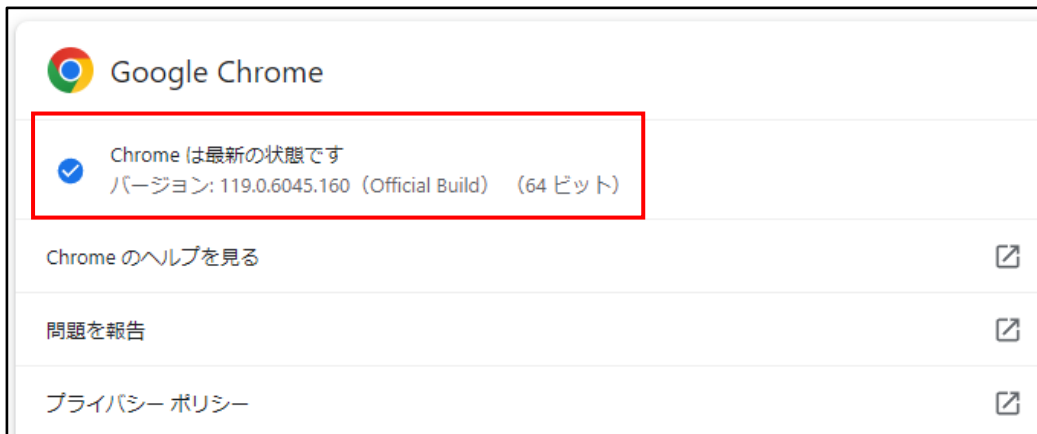 Google Chrome
Chrome は最新の状態です
バージョン: 119.0.6045.160（Official Build） （64 ビット）
Chrome のヘルプを見る
問題を報告
プライバシー ポリシー